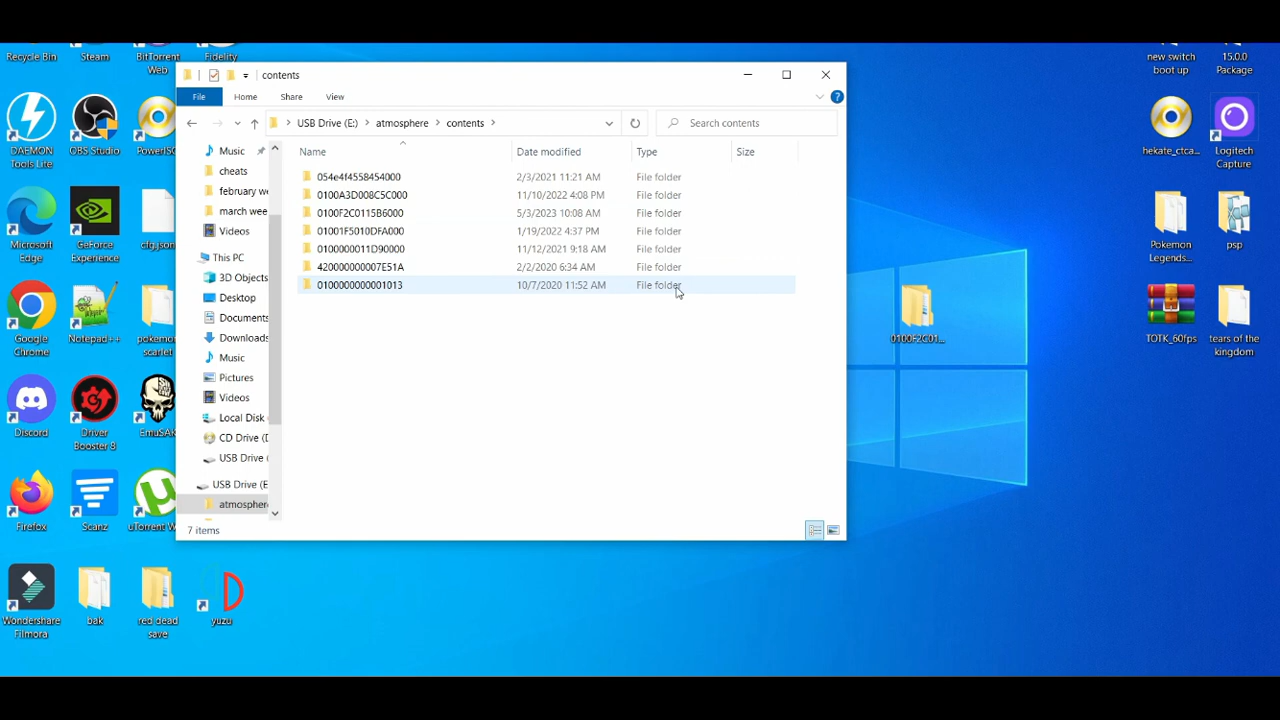 Recycle Bin
Steam
BitTorrent
Web
Fidelity
new switch
boot up
15.0.0
Package
contents
File
Home
Share
View
USB Drive (E:)
atmosphere
contents
Search contents
Name
Date modified
Type
Size
054e4f4558454000
2/3/2021 11:21 AM
File folder
0100A3D008C5C000
11/10/2022 4:08 PM
File folder
0100F2C0115B6000
5/3/2023 10:08 AM
File folder
01001F5010DFA000
1/19/2022 4:37 PM
File folder
0100000011D90000
11/12/2021 9:18 AM
File folder
420000000007E51A
2/2/2020 6:34 AM
File folder
0100000000001013
10/7/2020 11:52 AM
File folder
Music
cheats
february we
march wee
Videos
This PC
3D Objects
Desktop
Documents
Downloads
Music
Pictures
Videos
Local Disk
CD Drive (D
USB Drive (
USB Drive (E
atmosphere
7 items
DAEMON
Tools Lite
OBS Studio
PowerISO
Microsoft
Edge
GeForce
Experience
cfg.json
Google
Chrome
Notepad++
pokemon
scarlet
Discord
Driver
Booster 8
EmuSAK
Firefox
Scanz
uTorrent W
Wondershare
Filmora
bak
red dead
save
yuzu
0100F2C01...
hekate_ctca...
Logitech
Capture
Pokemon
Legends...
psp
TOTK_60fps
tears of the
kingdom